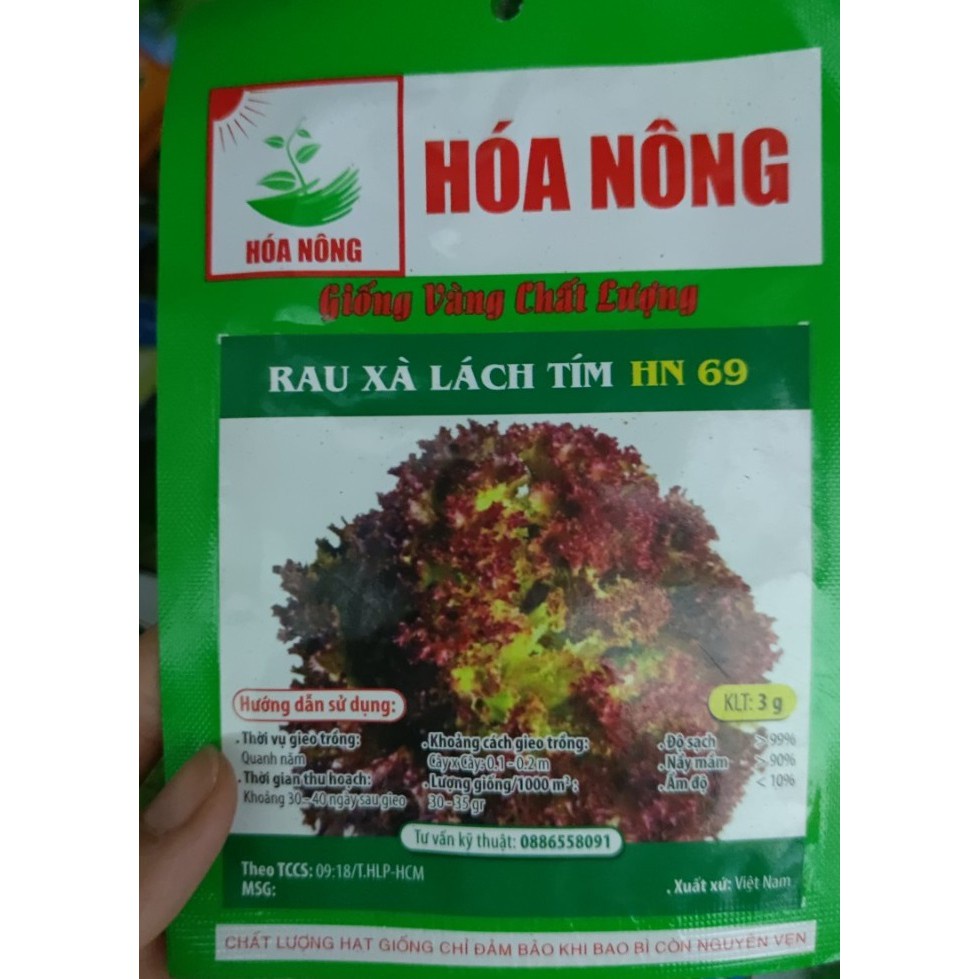 HÓA NÔNG
HÓA NÔNG
Giống Vàng Chất Lượng
RAU XÀ LÁCH TÍM HN 69
Hướng dẫn sử dụng:
KLT: 3 g
. Thời vụ gieo trồng:
Quanh năm
. Thời gian thu hoạch:
Khoảng 30 - 40 ngày sau gieo
. Khoảng cách gieo trồng:
Cây x Cây: 0.1 - 0.2 m
. Lượng giống/1000 m²:
30 - 35 gr
. Độ sạch > 99%
. Nảy mầm > 90%
. Ẩm độ < 10%
Tư vấn kỹ thuật: 0886558091
Theo TCCS: 09:18/T.HLP-HCM
MSG:
. Xuất xứ: Việt Nam
CHẤT LƯỢNG HẠT GIỐNG CHỈ ĐẢM BẢO KHI BAO BÌ CÒN NGUYÊN VẸN